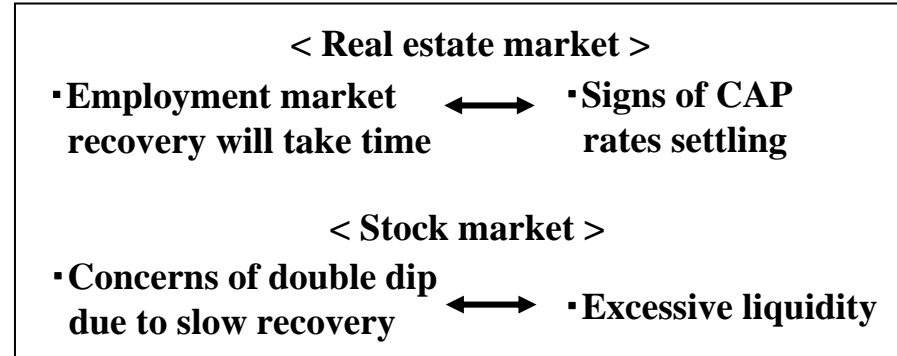 < Real estate market >
▪Employment market ▪Signs of CAP
recovery will take time rates settling
< Stock market >
▪Concerns of double dip
due to slow recovery ▪Excessive liquidity